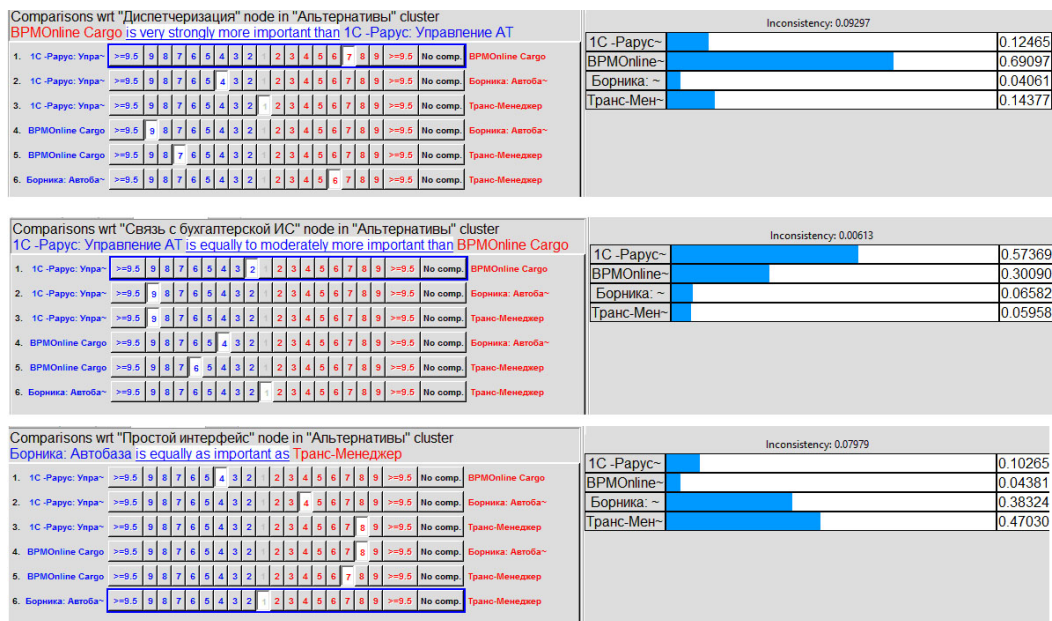 Comparisons wrt "Диспетчеризация" node in "Альтернативы" cluster
BPMOnline Cargo is very strongly more important than 1С -Рарус: Управление АТ
1. 1С -Рарус: Упра~ >=9.5 9 8 7 6 5 4 3 2 1 2 3 4 5 6 7 8 9 >=9.5 No comp. BPMOnline Cargo
2. 1С -Рарус: Упра~ >=9.5 9 8 7 6 5 4 3 2 1 2 3 4 5 6 7 8 9 >=9.5 No comp. Борника: Автоба~
3. 1С -Рарус: Упра~ >=9.5 9 8 7 6 5 4 3 2 1 2 3 4 5 6 7 8 9 >=9.5 No comp. Транс-Менеджер
4. BPMOnline Cargo >=9.5 9 8 7 6 5 4 3 2 1 2 3 4 5 6 7 8 9 >=9.5 No comp. Борника: Автоба~
5. BPMOnline Cargo >=9.5 9 8 7 6 5 4 3 2 1 2 3 4 5 6 7 8 9 >=9.5 No comp. Транс-Менеджер
6. Борника: Автоба~ >=9.5 9 8 7 6 5 4 3 2 1 2 3 4 5 6 7 8 9 >=9.5 No comp. Транс-Менеджер
Inconsistency: 0.09297
1С -Рарус~ 0.12465
BPMOnline~ 0.69097
Борника: ~ 0.04061
Транс-Мен~ 0.14377
Comparisons wrt "Связь с бухгалтерской ИС" node in "Альтернативы" cluster
1С -Рарус: Управление АТ is equally to moderately more important than BPMOnline Cargo
1. 1С -Рарус: Упра~ >=9.5 9 8 7 6 5 4 3 2 1 2 3 4 5 6 7 8 9 >=9.5 No comp. BPMOnline Cargo
2. 1С -Рарус: Упра~ >=9.5 9 8 7 6 5 4 3 2 1 2 3 4 5 6 7 8 9 >=9.5 No comp. Борника: Автоба~
3. 1С -Рарус: Упра~ >=9.5 9 8 7 6 5 4 3 2 1 2 3 4 5 6 7 8 9 >=9.5 No comp. Транс-Менеджер
4. BPMOnline Cargo >=9.5 9 8 7 6 5 4 3 2 1 2 3 4 5 6 7 8 9 >=9.5 No comp. Борника: Автоба~
5. BPMOnline Cargo >=9.5 9 8 7 6 5 4 3 2 1 2 3 4 5 6 7 8 9 >=9.5 No comp. Транс-Менеджер
6. Борника: Автоба~ >=9.5 9 8 7 6 5 4 3 2 1 2 3 4 5 6 7 8 9 >=9.5 No comp. Транс-Менеджер
Inconsistency: 0.00613
1С -Рарус~ 0.57369
BPMOnline~ 0.30090
Борника: ~ 0.06582
Транс-Мен~ 0.05958
Comparisons wrt "Простой интерфейс" node in "Альтернативы" cluster
Борника: Автобаза is equally as important as Транс-Менеджер
1. 1С -Рарус: Упра~ >=9.5 9 8 7 6 5 4 3 2 1 2 3 4 5 6 7 8 9 >=9.5 No comp. BPMOnline Cargo
2. 1С -Рарус: Упра~ >=9.5 9 8 7 6 5 4 3 2 1 2 3 4 5 6 7 8 9 >=9.5 No comp. Борника: Автоба~
3. 1С -Рарус: Упра~ >=9.5 9 8 7 6 5 4 3 2 1 2 3 4 5 6 7 8 9 >=9.5 No comp. Транс-Менеджер
4. BPMOnline Cargo >=9.5 9 8 7 6 5 4 3 2 1 2 3 4 5 6 7 8 9 >=9.5 No comp. Борника: Автоба~
5. BPMOnline Cargo >=9.5 9 8 7 6 5 4 3 2 1 2 3 4 5 6 7 8 9 >=9.5 No comp. Транс-Менеджер
6. Борника: Автоба~ >=9.5 9 8 7 6 5 4 3 2 1 2 3 4 5 6 7 8 9 >=9.5 No comp. Транс-Менеджер
Inconsistency: 0.07979
1С -Рарус~ 0.10265
BPMOnline~ 0.04381
Борника: ~ 0.38324
Транс-Мен~ 0.47030